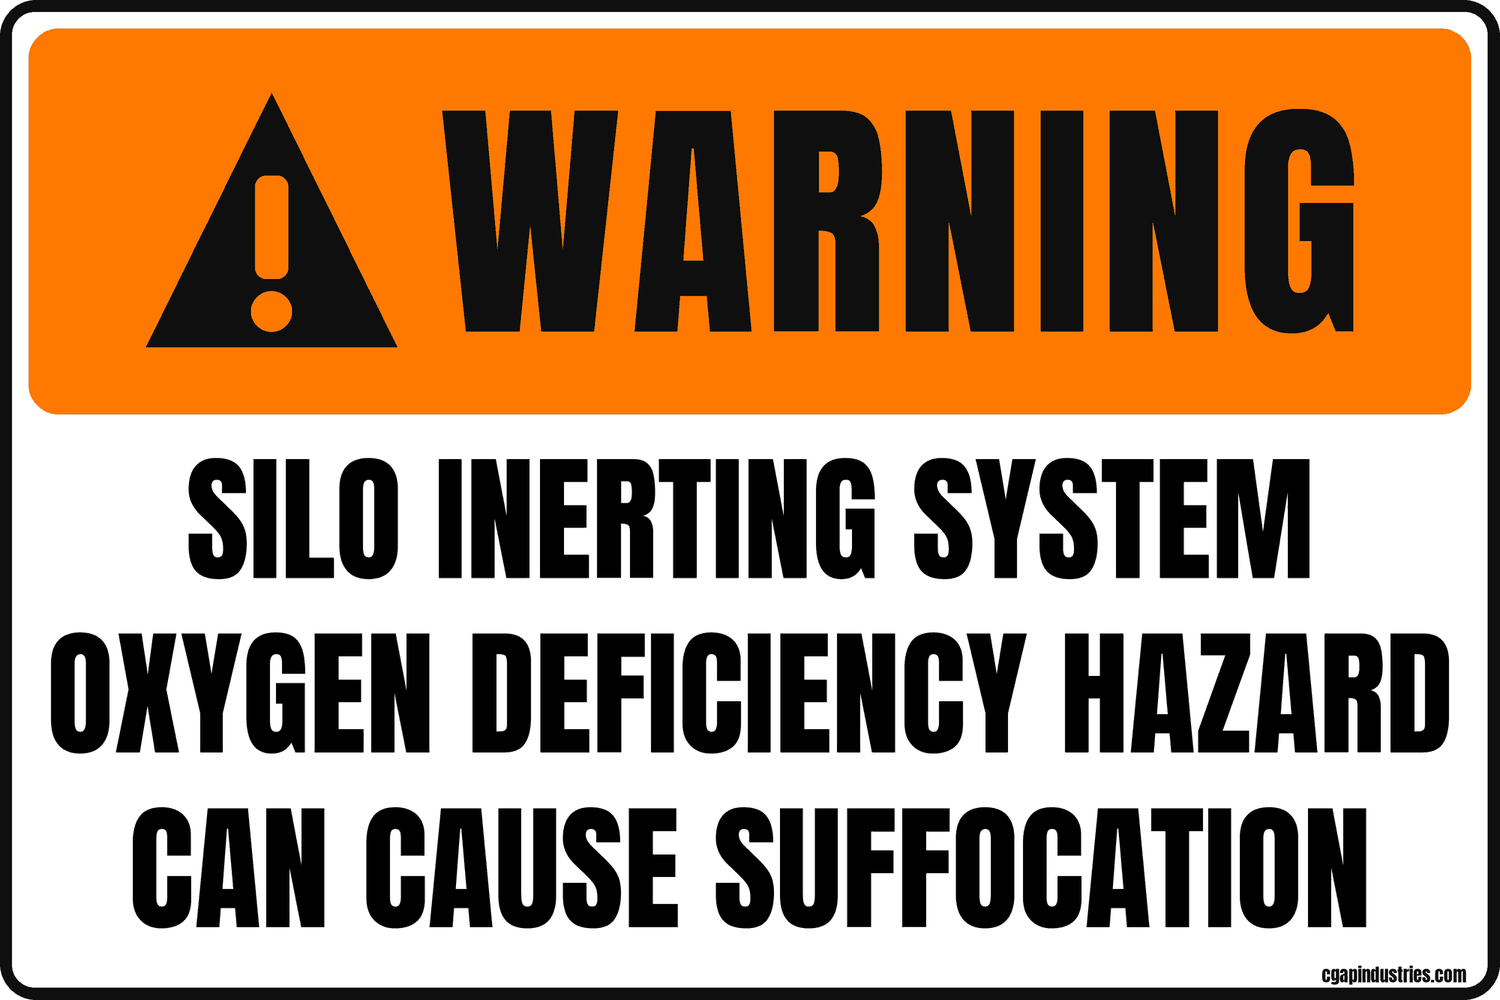 WARNING
SILO INERTING SYSTEM
OXYGEN DEFICIENCY HAZARD
CAN CAUSE SUFFOCATION
cgapindustries.com